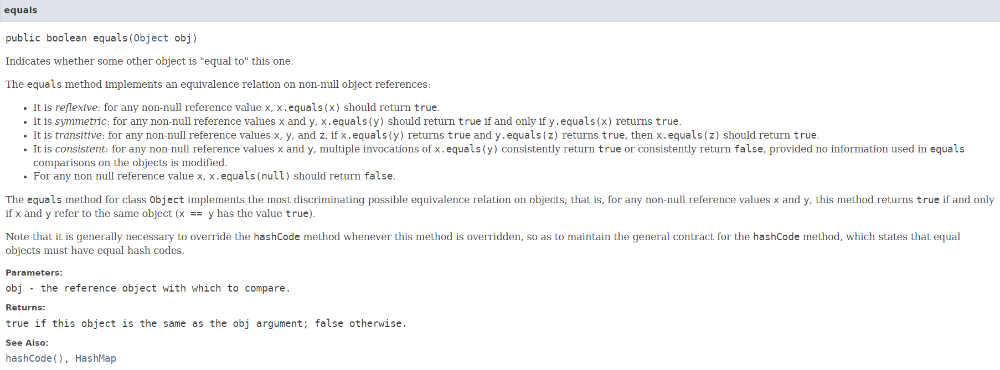 equals
public boolean equals(Object obj)
Indicates whether some other object is "equal to" this one.
The equals method implements an equivalence relation on non-null object references:
• It is reflexive: for any non-null reference value x, x.equals(x) should return true.
• It is symmetric: for any non-null reference values x and y, x.equals(y) should return true if and only if y.equals(x) returns true.
• It is transitive: for any non-null reference values x, y, and z, if x.equals(y) returns true and y.equals(z) returns true, then x.equals(z) should return true.
• It is consistent: for any non-null reference values x and y, multiple invocations of x.equals(y) consistently return true or consistently return false, provided no information used in equals
comparisons on the objects is modified.
• For any non-null reference value x, x.equals(null) should return false.
The equals method for class Object implements the most discriminating possible equivalence relation on objects; that is, for any non-null reference values x and y, this method returns true if and only
if x and y refer to the same object (x == y has the value true).
Note that it is generally necessary to override the hashCode method whenever this method is overridden, so as to maintain the general contract for the hashCode method, which states that equal
objects must have equal hash codes.
Parameters:
obj - the reference object with which to compare.
Returns:
true if this object is the same as the obj argument; false otherwise.
See Also:
hashCode(), HashMap